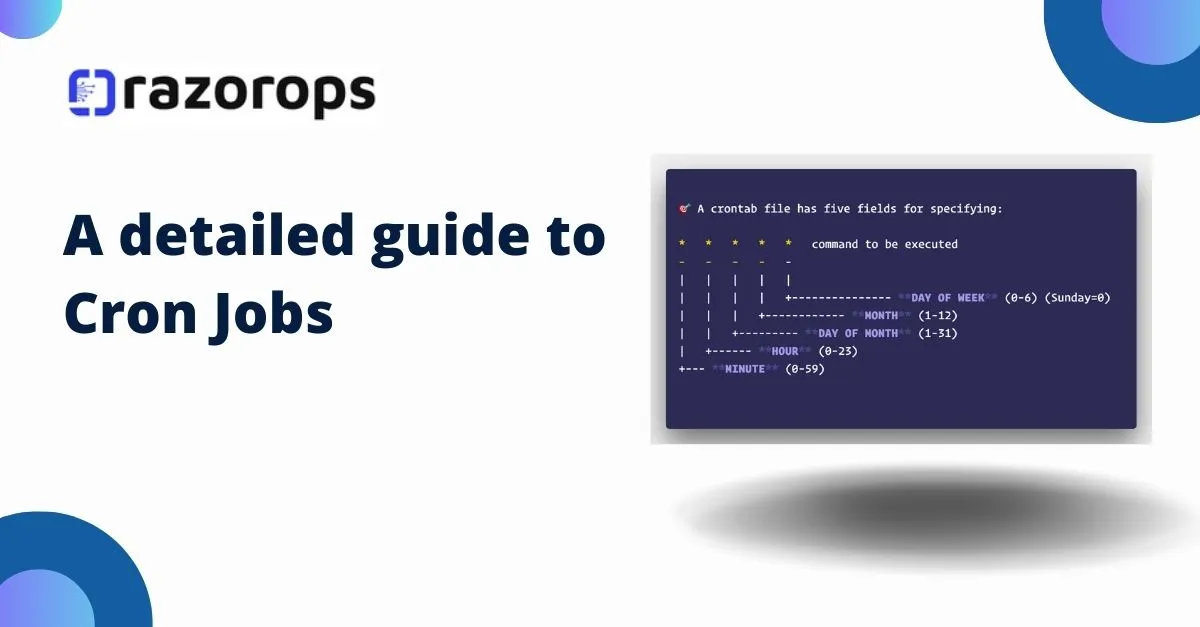 razorops
A detailed guide to
Cron Jobs
🎯 A crontab file has five fields for specifying:
* * * * * command to be executed
- - - - -
| | | | |
| | | | +--------------- **DAY OF WEEK** (0-6) (Sunday=0)
| | | +------------ **MONTH** (1-12)
| | +--------- **DAY OF MONTH** (1-31)
| +------ **HOUR** (0-23)
+--- **MINUTE** (0-59)